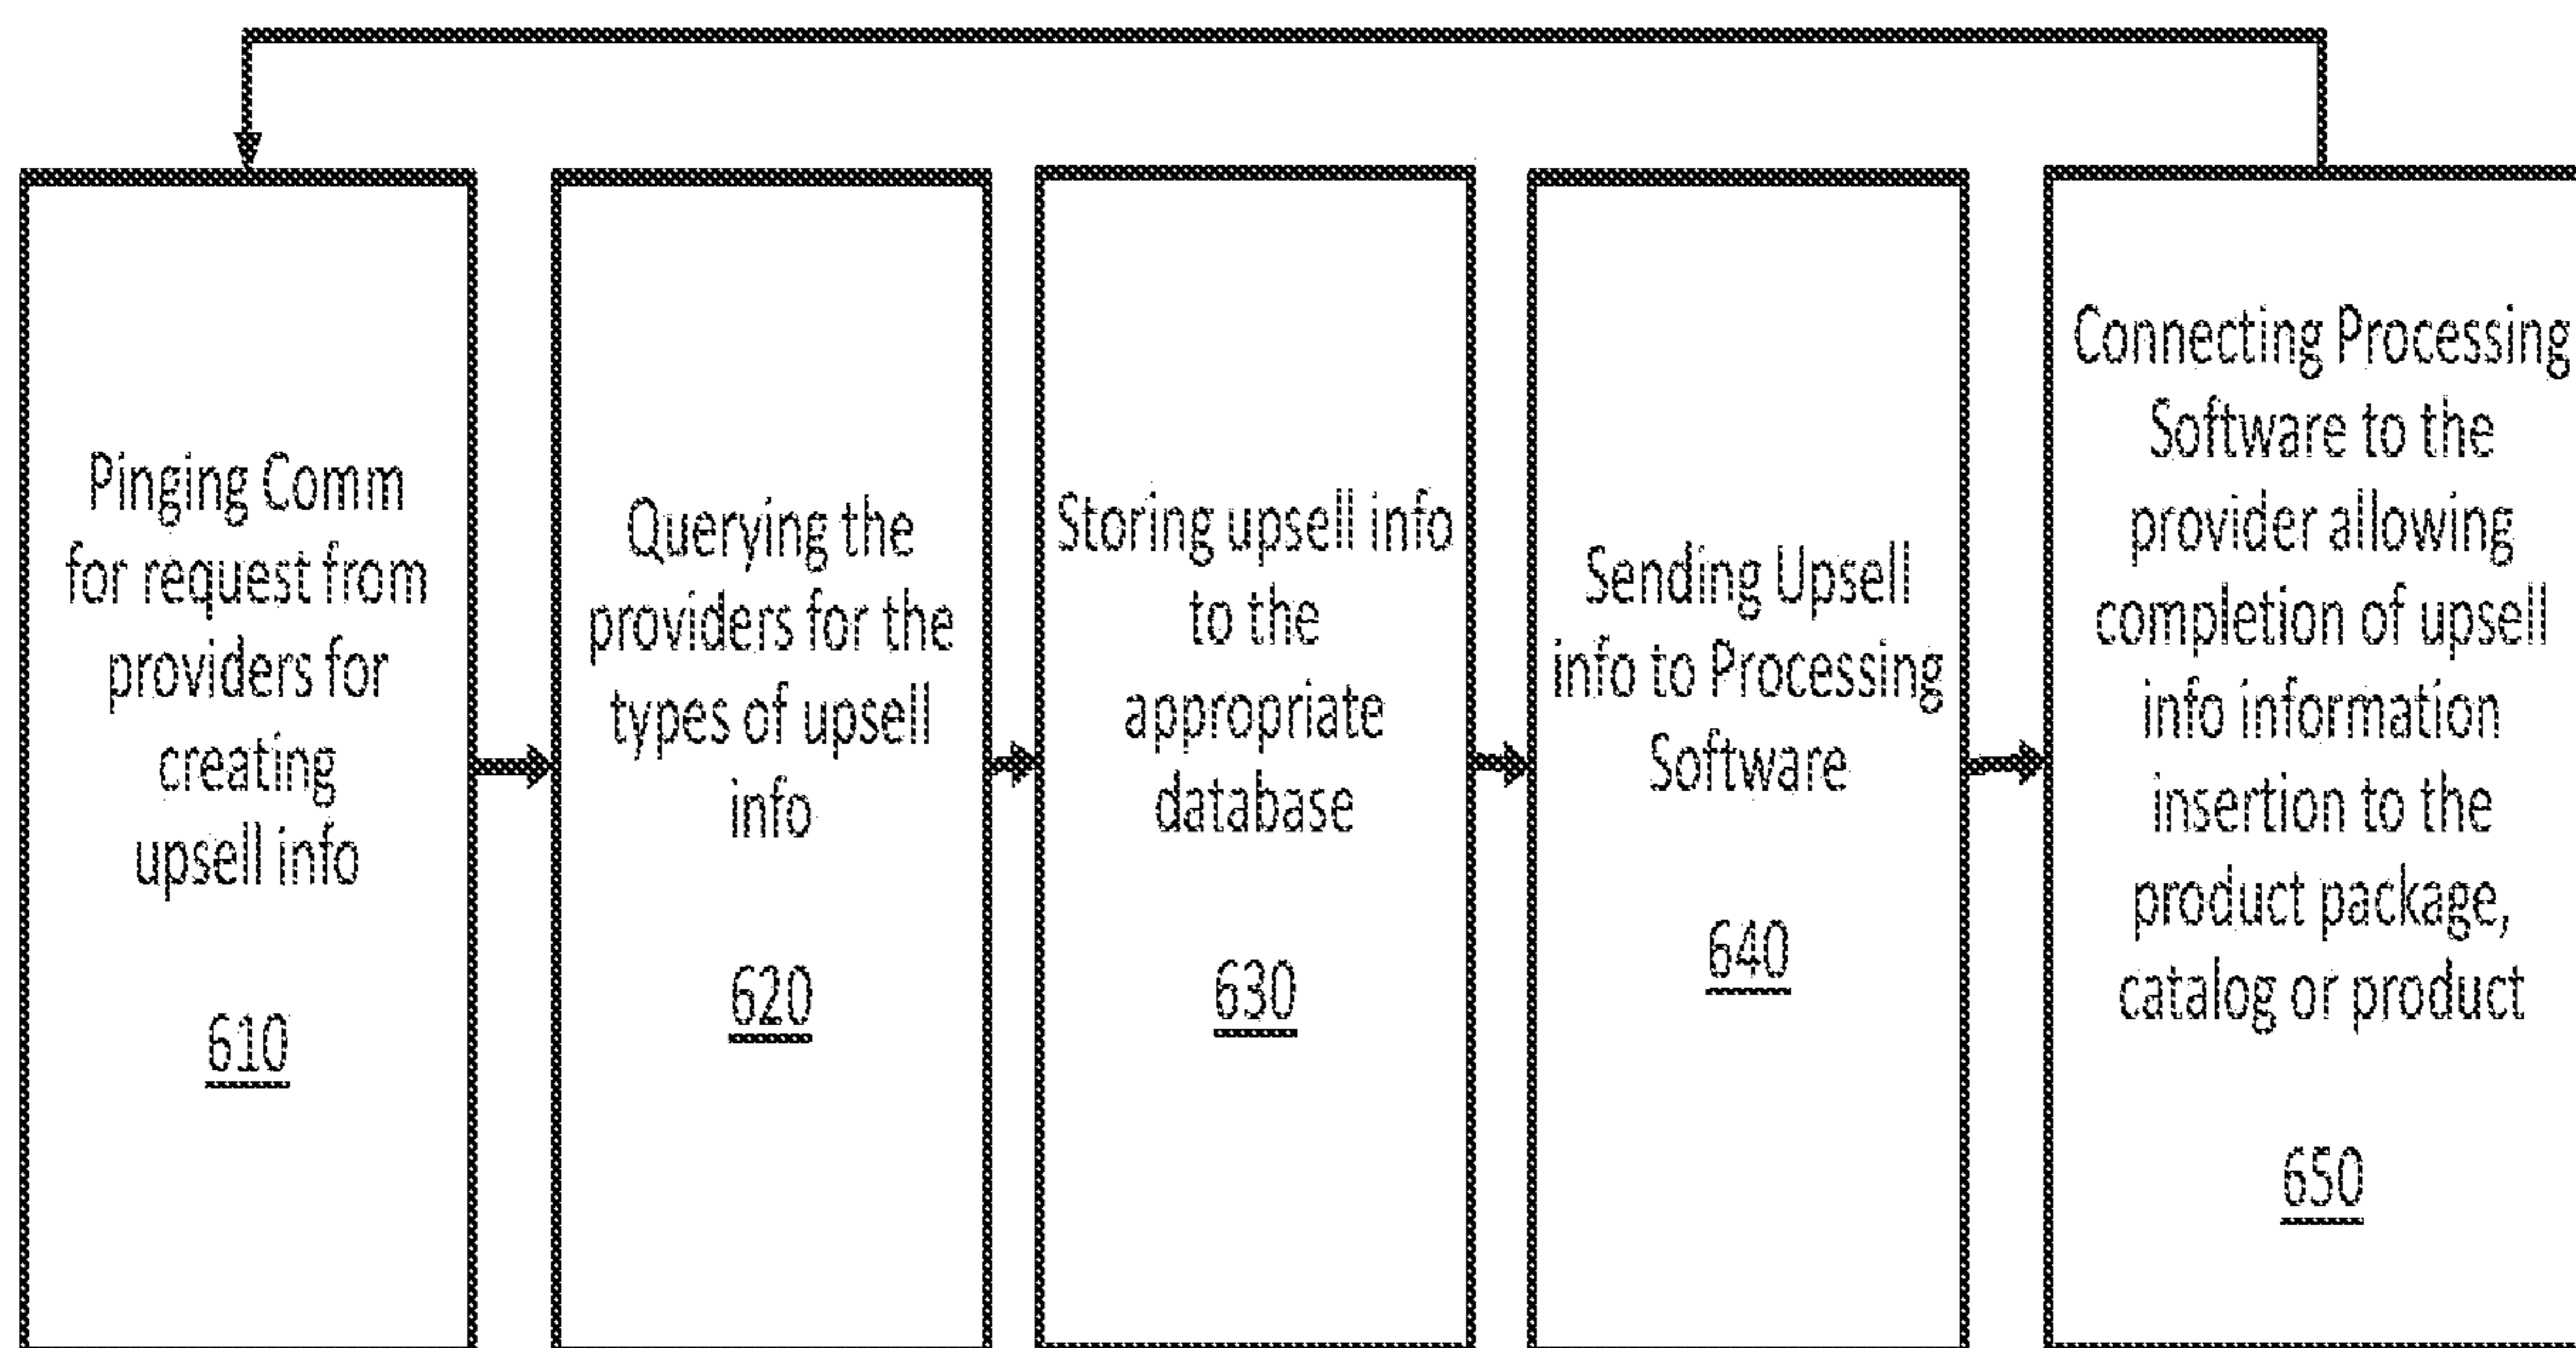 Pinging Comm
for request from
providers for
creating
upsell info
610
Querying the
providers for the
types of upsell
info
620
Storing upsell info
to the
appropriate
database
630
Sending Upsell
info to Processing
Software
640
Connecting Processing
Software to the
provider allowing
completion of upsell
info information
insertion to the
product package,
catalog or product
650